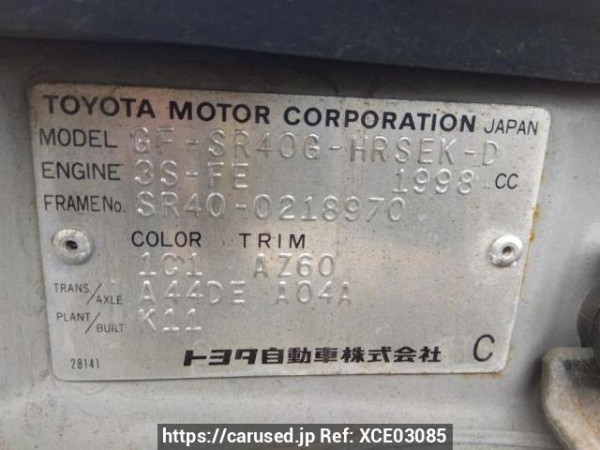 TOYOTA MOTOR CORPORATION JAPAN
MODEL GF-SR40G-HRSEK-D
ENGINE 3S-FE 1998 CC
FRAME No. SR40-0218970
COLOR TRIM
1C1 AZ60
TRANS/AXLE A44DE A04A
PLANT/BUILT K11
28141 トヨタ自動車株式会社 C
https://carused.jp Ref: XCE03085